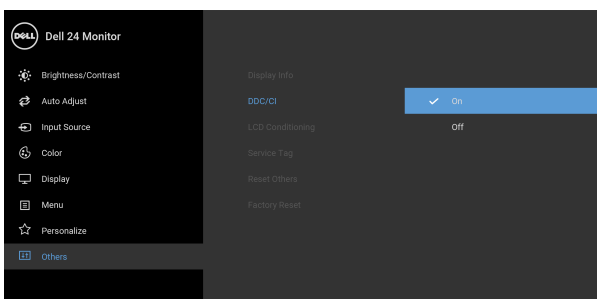 DELL
Dell 24 Monitor
Brightness/Contrast
Auto Adjust
Input Source
Color
Display
Menu
Personalize
Others
Display Info
DDC/CI
LCD Conditioning
Service Tag
Reset Others
Factory Reset
On
Off